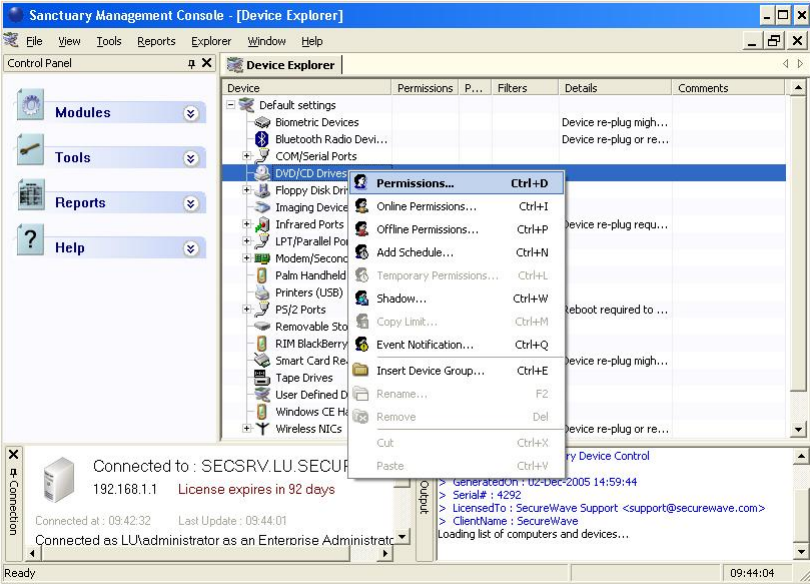 Sanctuary Management Console - [Device Explorer]
File View Tools Reports Explorer Window Help
Control Panel
Modules
Tools
Reports
Help
Device Explorer
Device Permissions P... Filters Details Comments
Default settings
Biometric Devices Device re-plug migh...
Bluetooth Radio Devi... Device re-plug or re...
COM/Serial Ports
DVD/CD Drives
Floppy Disk Dri
Imaging Device
Infrared Ports Device re-plug requ...
LPT/Parallel Po
Modem/Second
Palm Handheld
Printers (USB)
PS/2 Ports Reboot required to ...
Removable Sto
RIM BlackBerry
Smart Card Re Device re-plug migh...
Tape Drives
User Defined D
Windows CE Ha
Wireless NICs Device re-plug or re...
Permissions... Ctrl+D
Online Permissions... Ctrl+I
Offline Permissions... Ctrl+P
Add Schedule... Ctrl+N
Temporary Permissions... Ctrl+L
Shadow... Ctrl+W
Copy Limit... Ctrl+M
Event Notification... Ctrl+Q
Insert Device Group... Ctrl+E
Rename... F2
Remove Del
Cut Ctrl+X
Paste Ctrl+V
Connection
Connected to : SECSRV.LU.SECUR
192.168.1.1 License expires in 92 days
Connected at : 09:42:32 Last Update : 09:44:01
Connected as LU\administrator as an Enterprise Administrato
Output
ry Device Control
> GeneratedOn : 02-Dec-2005 14:59:44
> Serial# : 4292
> LicensedTo : SecureWave Support <support@securewave.com>
> ClientName : SecureWave
Loading list of computers and devices...
Ready 09:44:04